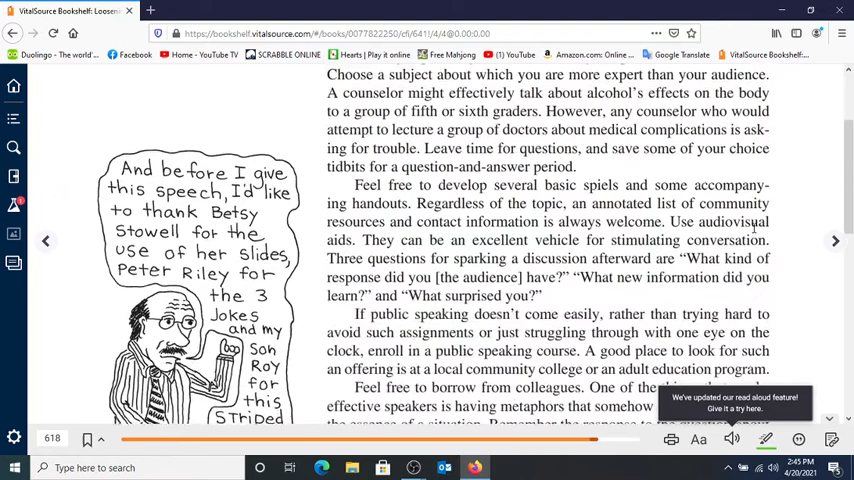 VitalSource Bookshelf: Loosenin
https://bookshelf.vitalsource.com/#/books/0077822250/cfi/641!/4/4@0.00:0.00
Duolingo - The world'...
Facebook
Home - YouTube TV
SCRABBLE ONLINE
Hearts | Play it online
Free Mahjong
(1) YouTube
Amazon.com: Online ...
Google Translate
VitalSource Bookshelf:...
Choose a subject about which you are more expert than your audience.
A counselor might effectively talk about alcohol's effects on the body
to a group of fifth or sixth graders. However, any counselor who would
attempt to lecture a group of doctors about medical complications is ask-
ing for trouble. Leave time for questions, and save some of your choice
tidbits for a question-and-answer period.
Feel free to develop several basic spiels and some accompany-
ing handouts. Regardless of the topic, an annotated list of community
resources and contact information is always welcome. Use audiovisual
aids. They can be an excellent vehicle for stimulating conversation.
Three questions for sparking a discussion afterward are “What kind of
response did you [the audience] have?” “What new information did you
learn?” and “What surprised you?”
If public speaking doesn't come easily, rather than trying hard to
avoid such assignments or just struggling through with one eye on the
clock, enroll in a public speaking course. A good place to look for such
an offering is at a local community college or an adult education program.
Feel free to borrow from colleagues. One of the
effective speakers is having metaphors that somehow
And before I give
this speech, I'd like
to thank Betsy
Stowell for the
use of her slides,
Peter Riley for
the 3
Jokes
and my
Son
Roy
for
this
Striped
We've updated our read aloud feature!
Give it a try here.
618
Aa
Type here to search
2:45 PM
4/20/2021
5